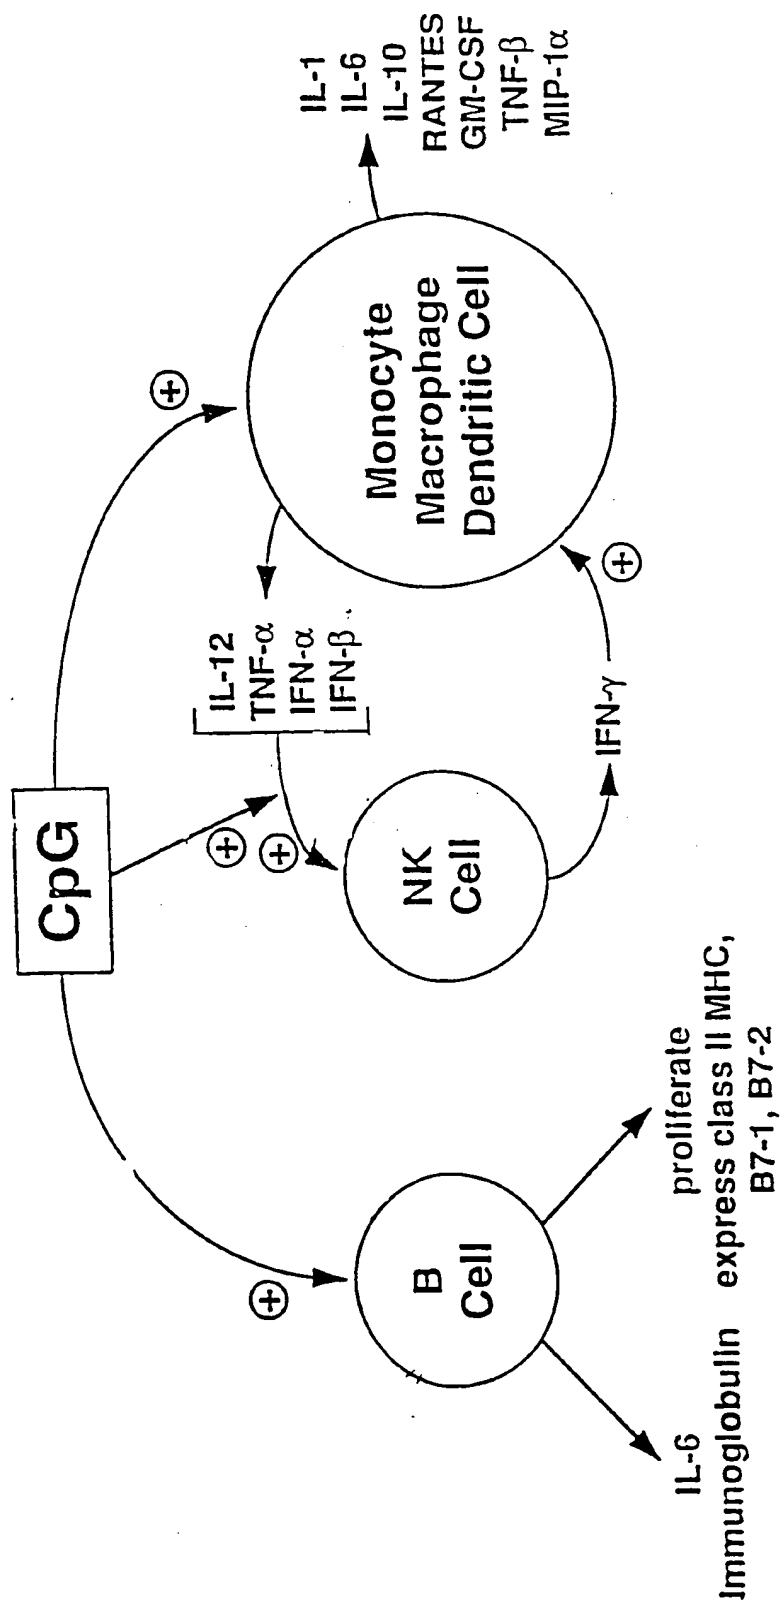 CpG
+
+
+
+
+
B
Cell
IL-6
Immunoglobulin
proliferate
express class II MHC,
B7-1, B7-2
NK
Cell
IL-12
TNF-α
IFN-α
IFN-β
IFN-γ
Monocyte
Macrophage
Dendritic Cell
IL-1
IL-6
IL-10
RANTES
GM-CSF
TNF-β
MIP-1α